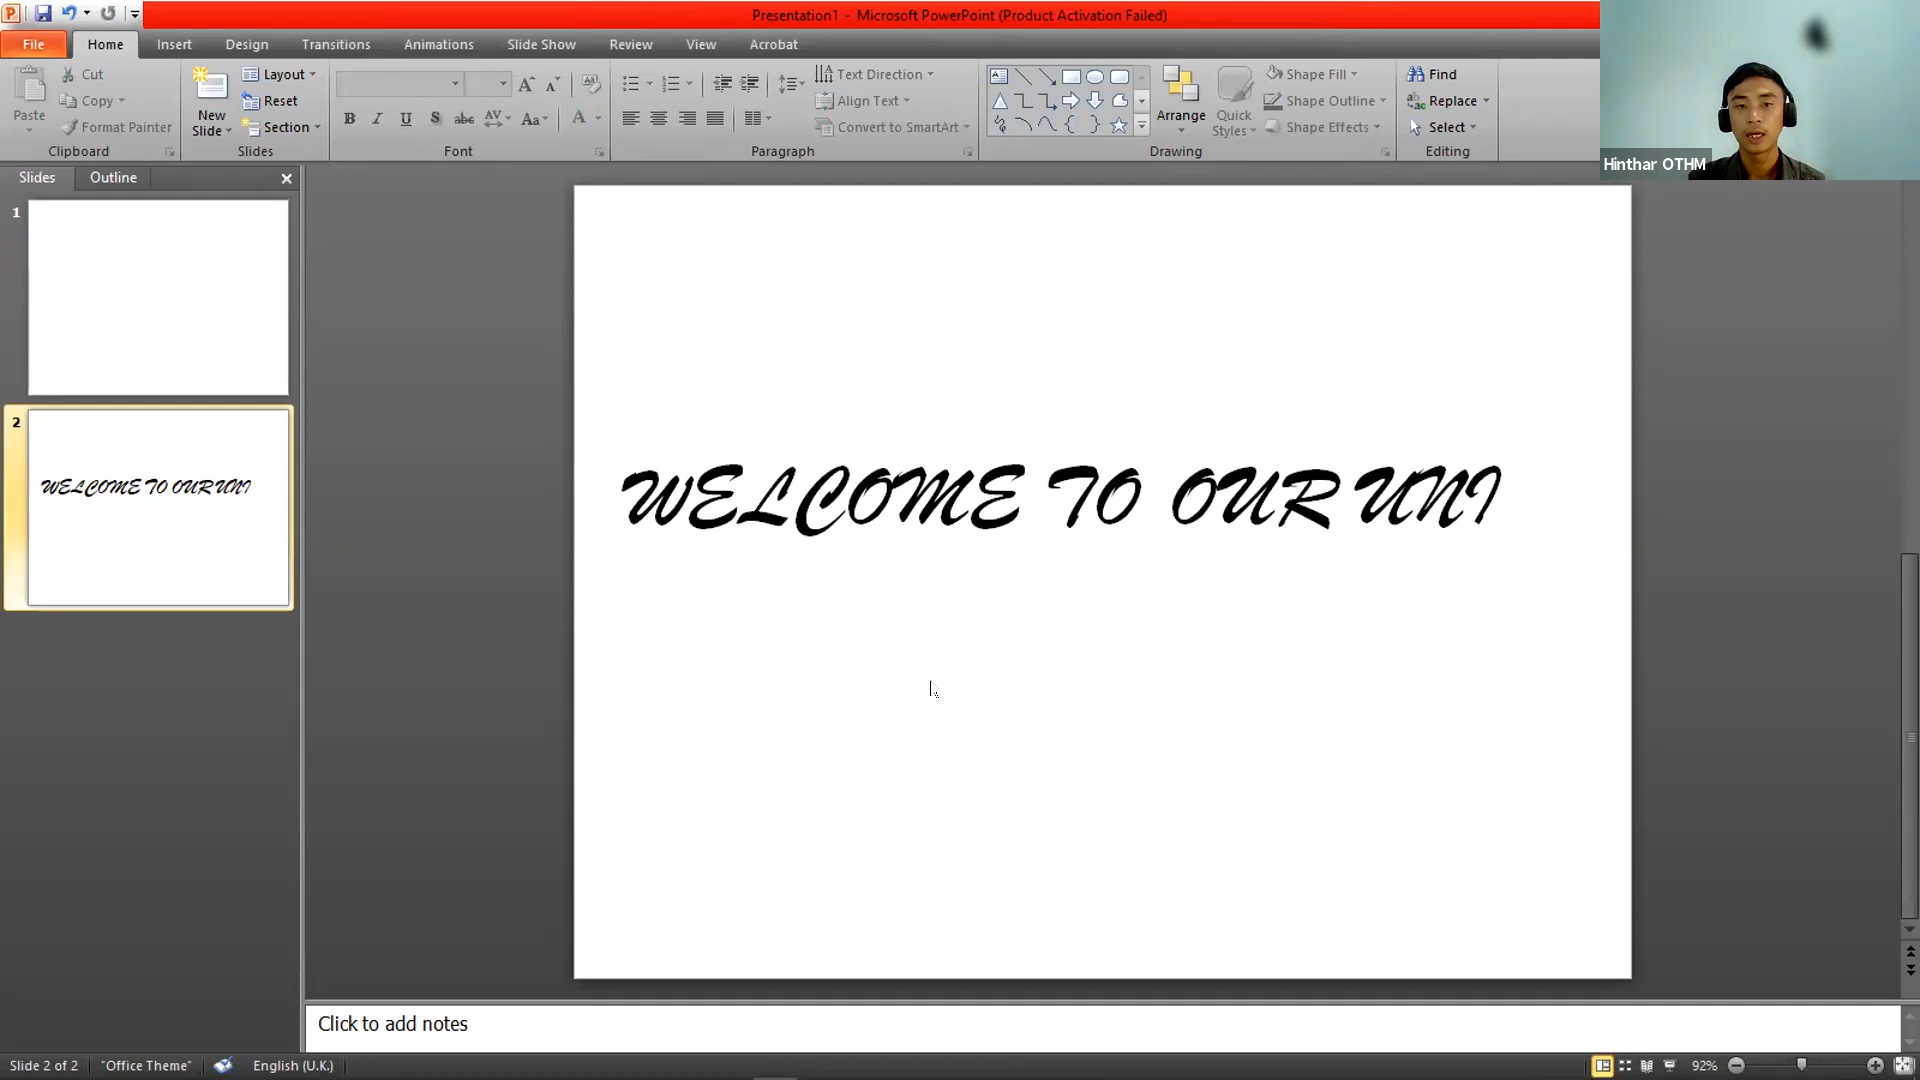 Presentation1 - Microsoft PowerPoint (Product Activation Failed)
File Home Insert Design Transitions Animations Slide Show Review View Acrobat
Paste
Cut
Copy
Format Painter
Clipboard
New Slide
Layout
Reset
Section
Slides
B I U S abc AV Aa A
Font
Text Direction
Align Text
Convert to SmartArt
Paragraph
Arrange
Quick Styles
Shape Fill
Shape Outline
Shape Effects
Drawing
Find
Replace
Select
Editing
Hinthar OTHM
Slides Outline
1
2
WELCOME TO OUR UNI
WELCOME TO OUR UNI
Click to add notes
Slide 2 of 2 "Office Theme" English (U.K.) 92%